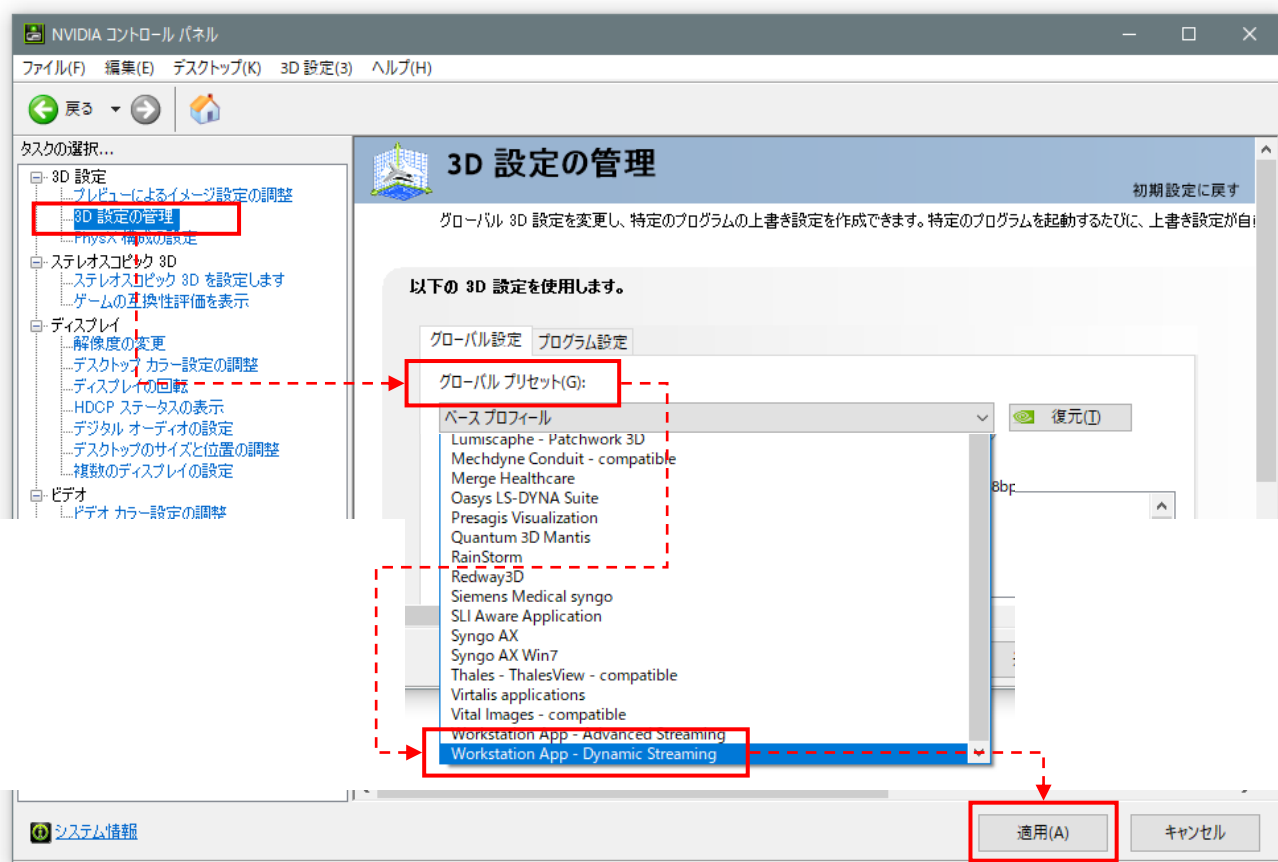 NVIDIA コントロール パネル
ファイル(F) 編集(E) デスクトップ(K) 3D 設定(3) ヘルプ(H)
戻る
タスクの選択...
3D 設定
プレビューによるイメージ設定の調整
3D 設定の管理
PhysX 構成の設定
ステレオスコピック 3D
ステレオスコピック 3D を設定します
ゲームの互換性評価を表示
ディスプレイ
解像度の変更
デスクトップ カラー設定の調整
ディスプレイの回転
HDCP ステータスの表示
デジタル オーディオの設定
デスクトップのサイズと位置の調整
複数のディスプレイの設定
ビデオ
ビデオ カラー設定の調整
3D 設定の管理
初期設定に戻す
グローバル 3D 設定を変更し、特定のプログラムの上書き設定を作成できます。特定のプログラムを起動するたびに、上書き設定が自
以下の 3D 設定を使用します。
グローバル設定 プログラム設定
グローバル プリセット(G):
ベース プロフィール
復元(T)
Lumiscaphe - Patchwork 3D
Mechdyne Conduit - compatible
Merge Healthcare
8bp
Oasys LS-DYNA Suite
Presagis Visualization
Quantum 3D Mantis
RainStorm
Redway3D
Siemens Medical syngo
SLI Aware Application
Syngo AX
Syngo AX Win7
Thales - ThalesView - compatible
Virtalis applications
Vital Images - compatible
Workstation App - Advanced Streaming
Workstation App - Dynamic Streaming
システム情報
適用(A)
キャンセル